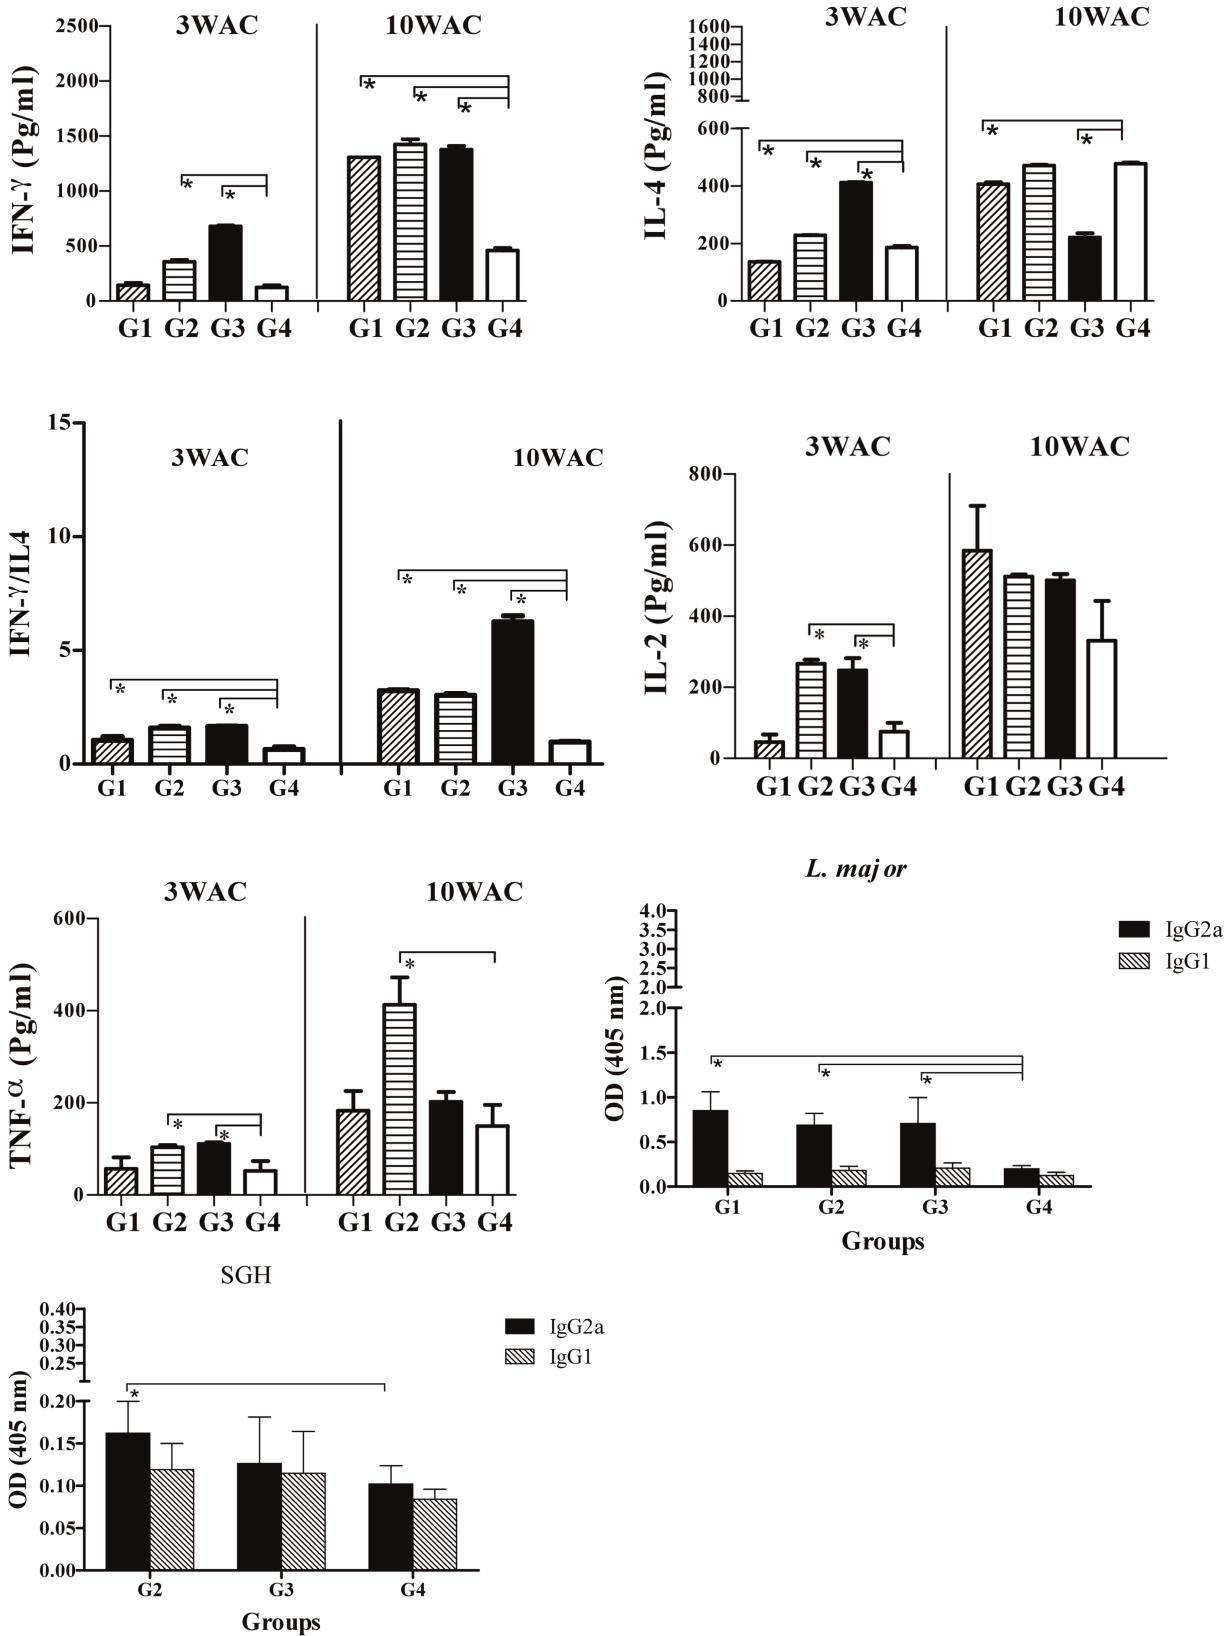 3WAC 10WAC
IFN-γ (Pg/ml)
2500
2000
1500
1000
500
0
* * * * *
G1 G2 G3 G4 G1 G2 G3 G4
3WAC 10WAC
IL-4 (Pg/ml)
1600
1400
1200
1000
800
600
400
200
0
* * * * *
G1 G2 G3 G4 G1 G2 G3 G4
3WAC 10WAC
IFN-γ/IL4
15
10
5
0
* * * * * *
G1 G2 G3 G4 G1 G2 G3 G4
3WAC 10WAC
IL-2 (Pg/ml)
800
600
400
200
0
* *
G1 G2 G3 G4 G1 G2 G3 G4
3WAC 10WAC
TNF-α (Pg/ml)
600
400
200
0
* * *
G1 G2 G3 G4 G1 G2 G3 G4
L. major
OD (405 nm)
4.0
3.5
3.0
2.5
2.0
2.0
1.5
1.0
0.5
0.0
* * *
IgG2a
IgG1
G1 G2 G3 G4
Groups
SGH
OD (405 nm)
0.40
0.35
0.30
0.25
0.20
0.15
0.10
0.05
0.00
*
IgG2a
IgG1
G2 G3 G4
Groups